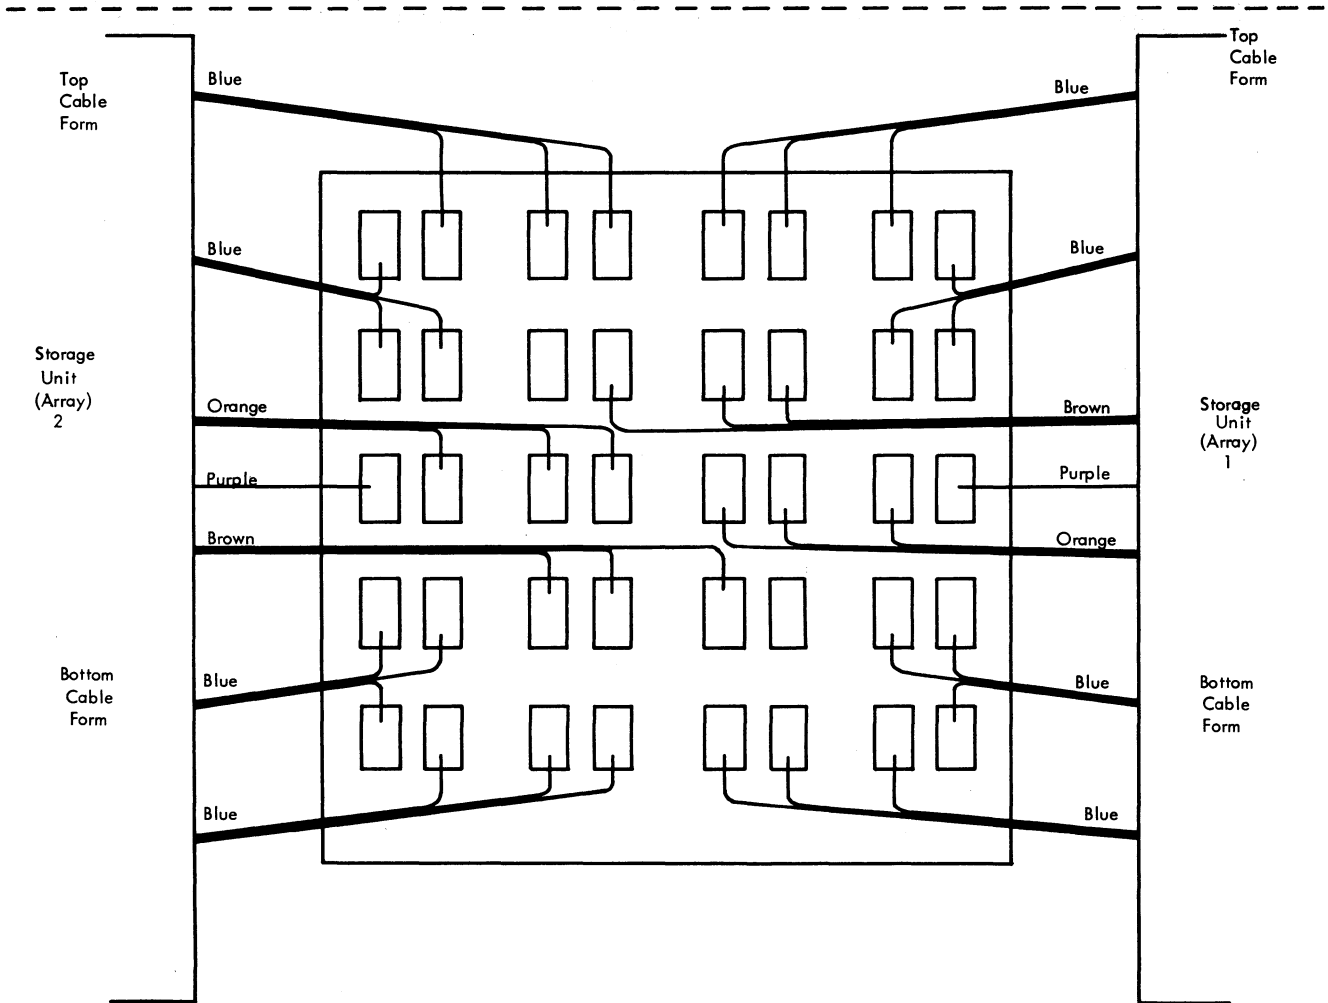 Top
Cable
Form
Blue
Blue
Top
Cable
Form
Blue
Blue
Storage
Unit
(Array)
2
Orange
Brown
Storage
Unit
(Array)
1
Purple
Purple
Brown
Orange
Bottom
Cable
Form
Blue
Blue
Bottom
Cable
Form
Blue
Blue